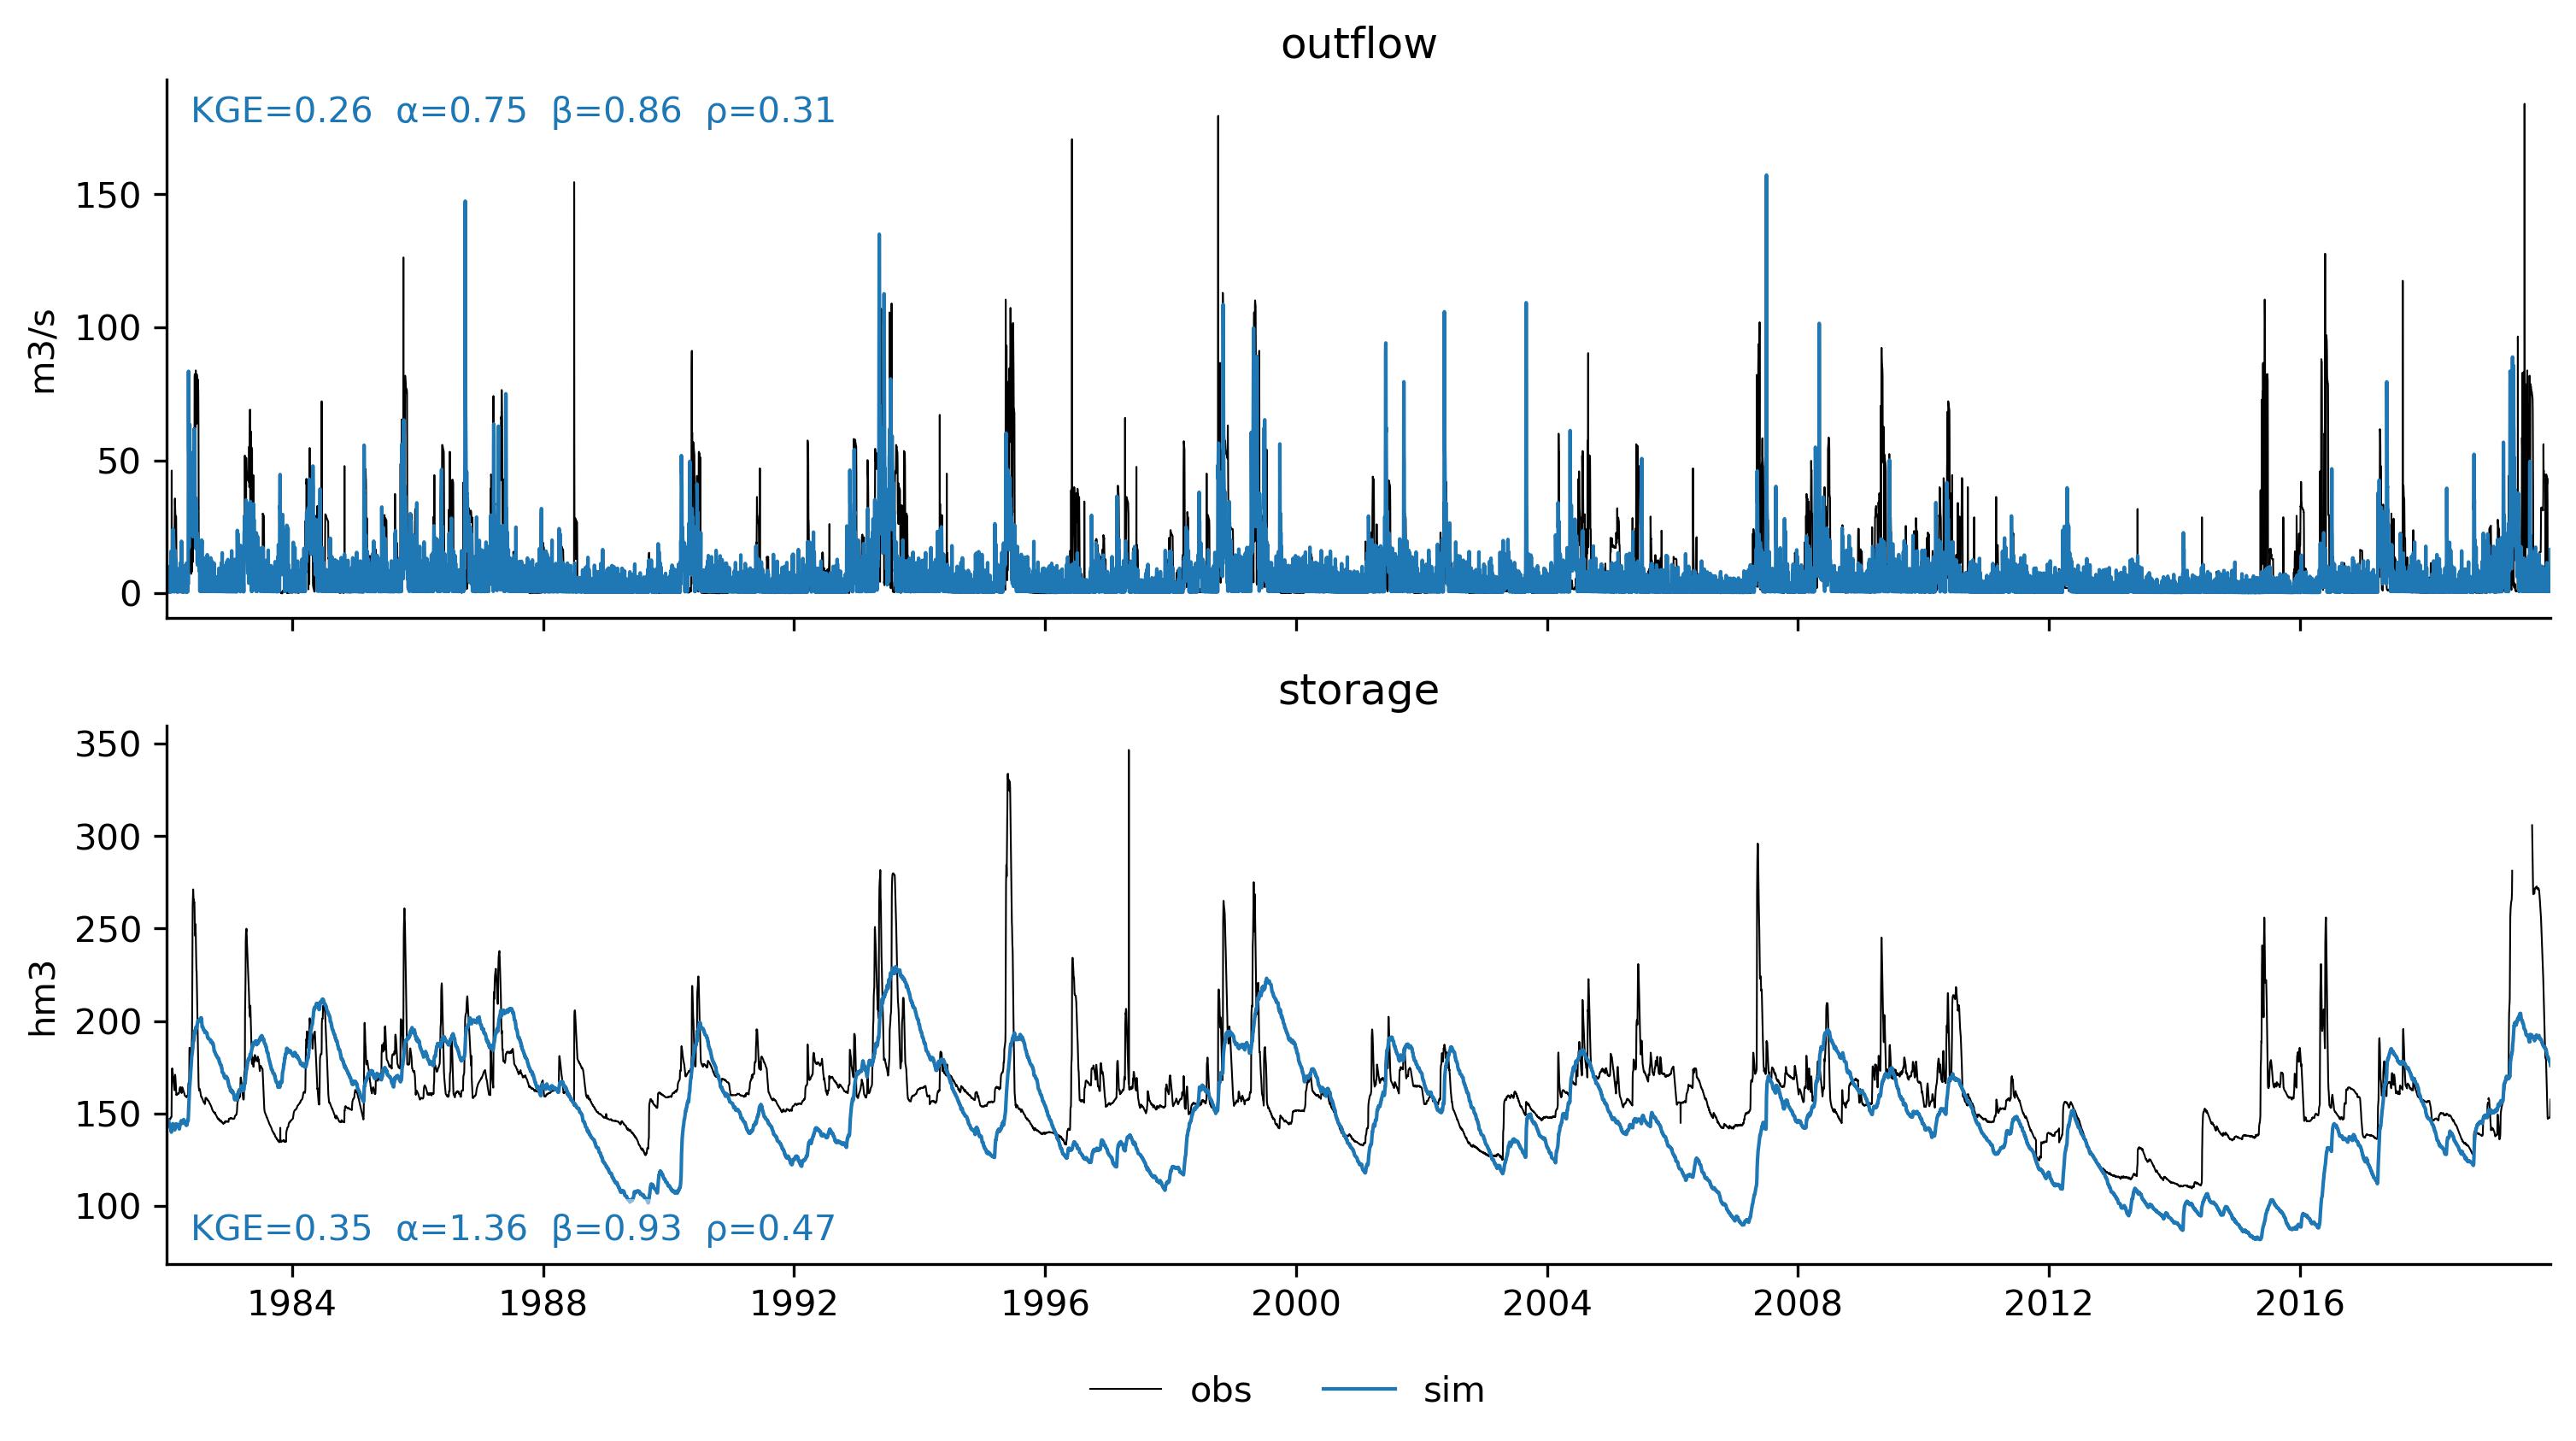 outflow
KGE=0.26 α=0.75 β=0.86 ρ=0.31
m3/s
150
100
50
0
storage
hm3
350
300
250
200
150
100
KGE=0.35 α=1.36 β=0.93 ρ=0.47
1984 1988 1992 1996 2000 2004 2008 2012 2016
obs sim